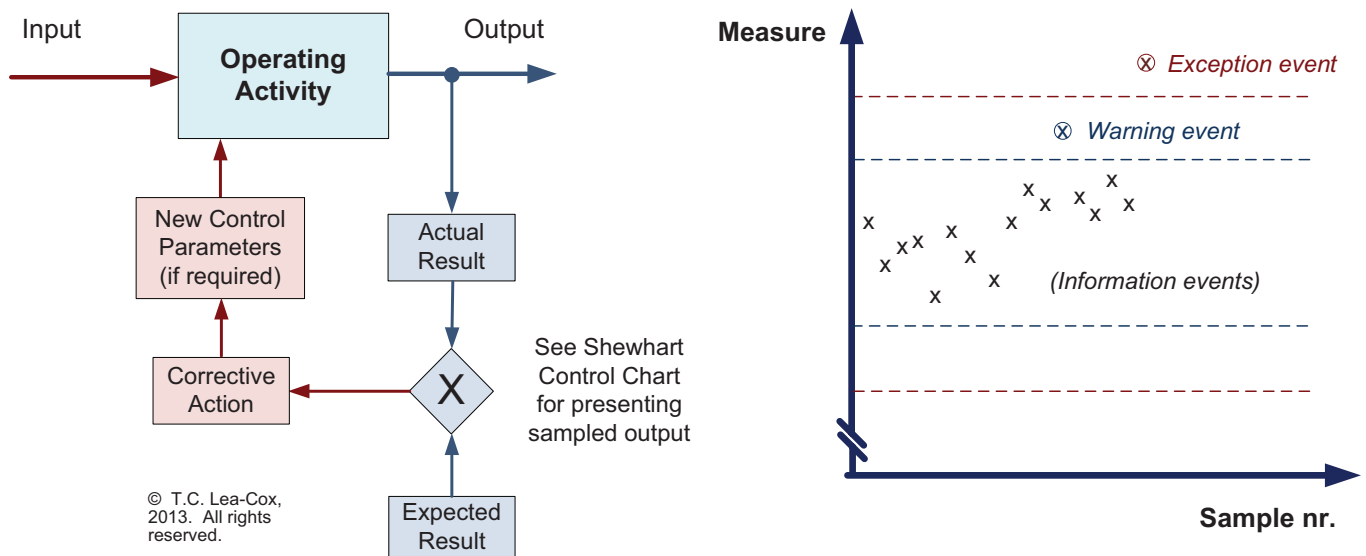 Input
Operating
Activity
Output
New Control
Parameters
(if required)
Actual
Result
Corrective
Action
X
See Shewhart
Control Chart
for presenting
sampled output
Expected
Result
© T.C. Lea-Cox,
2013. All rights
reserved.
Measure
x Exception event
x Warning event
x x x x x x x x x x x x x x x x
(Information events)
Sample nr.